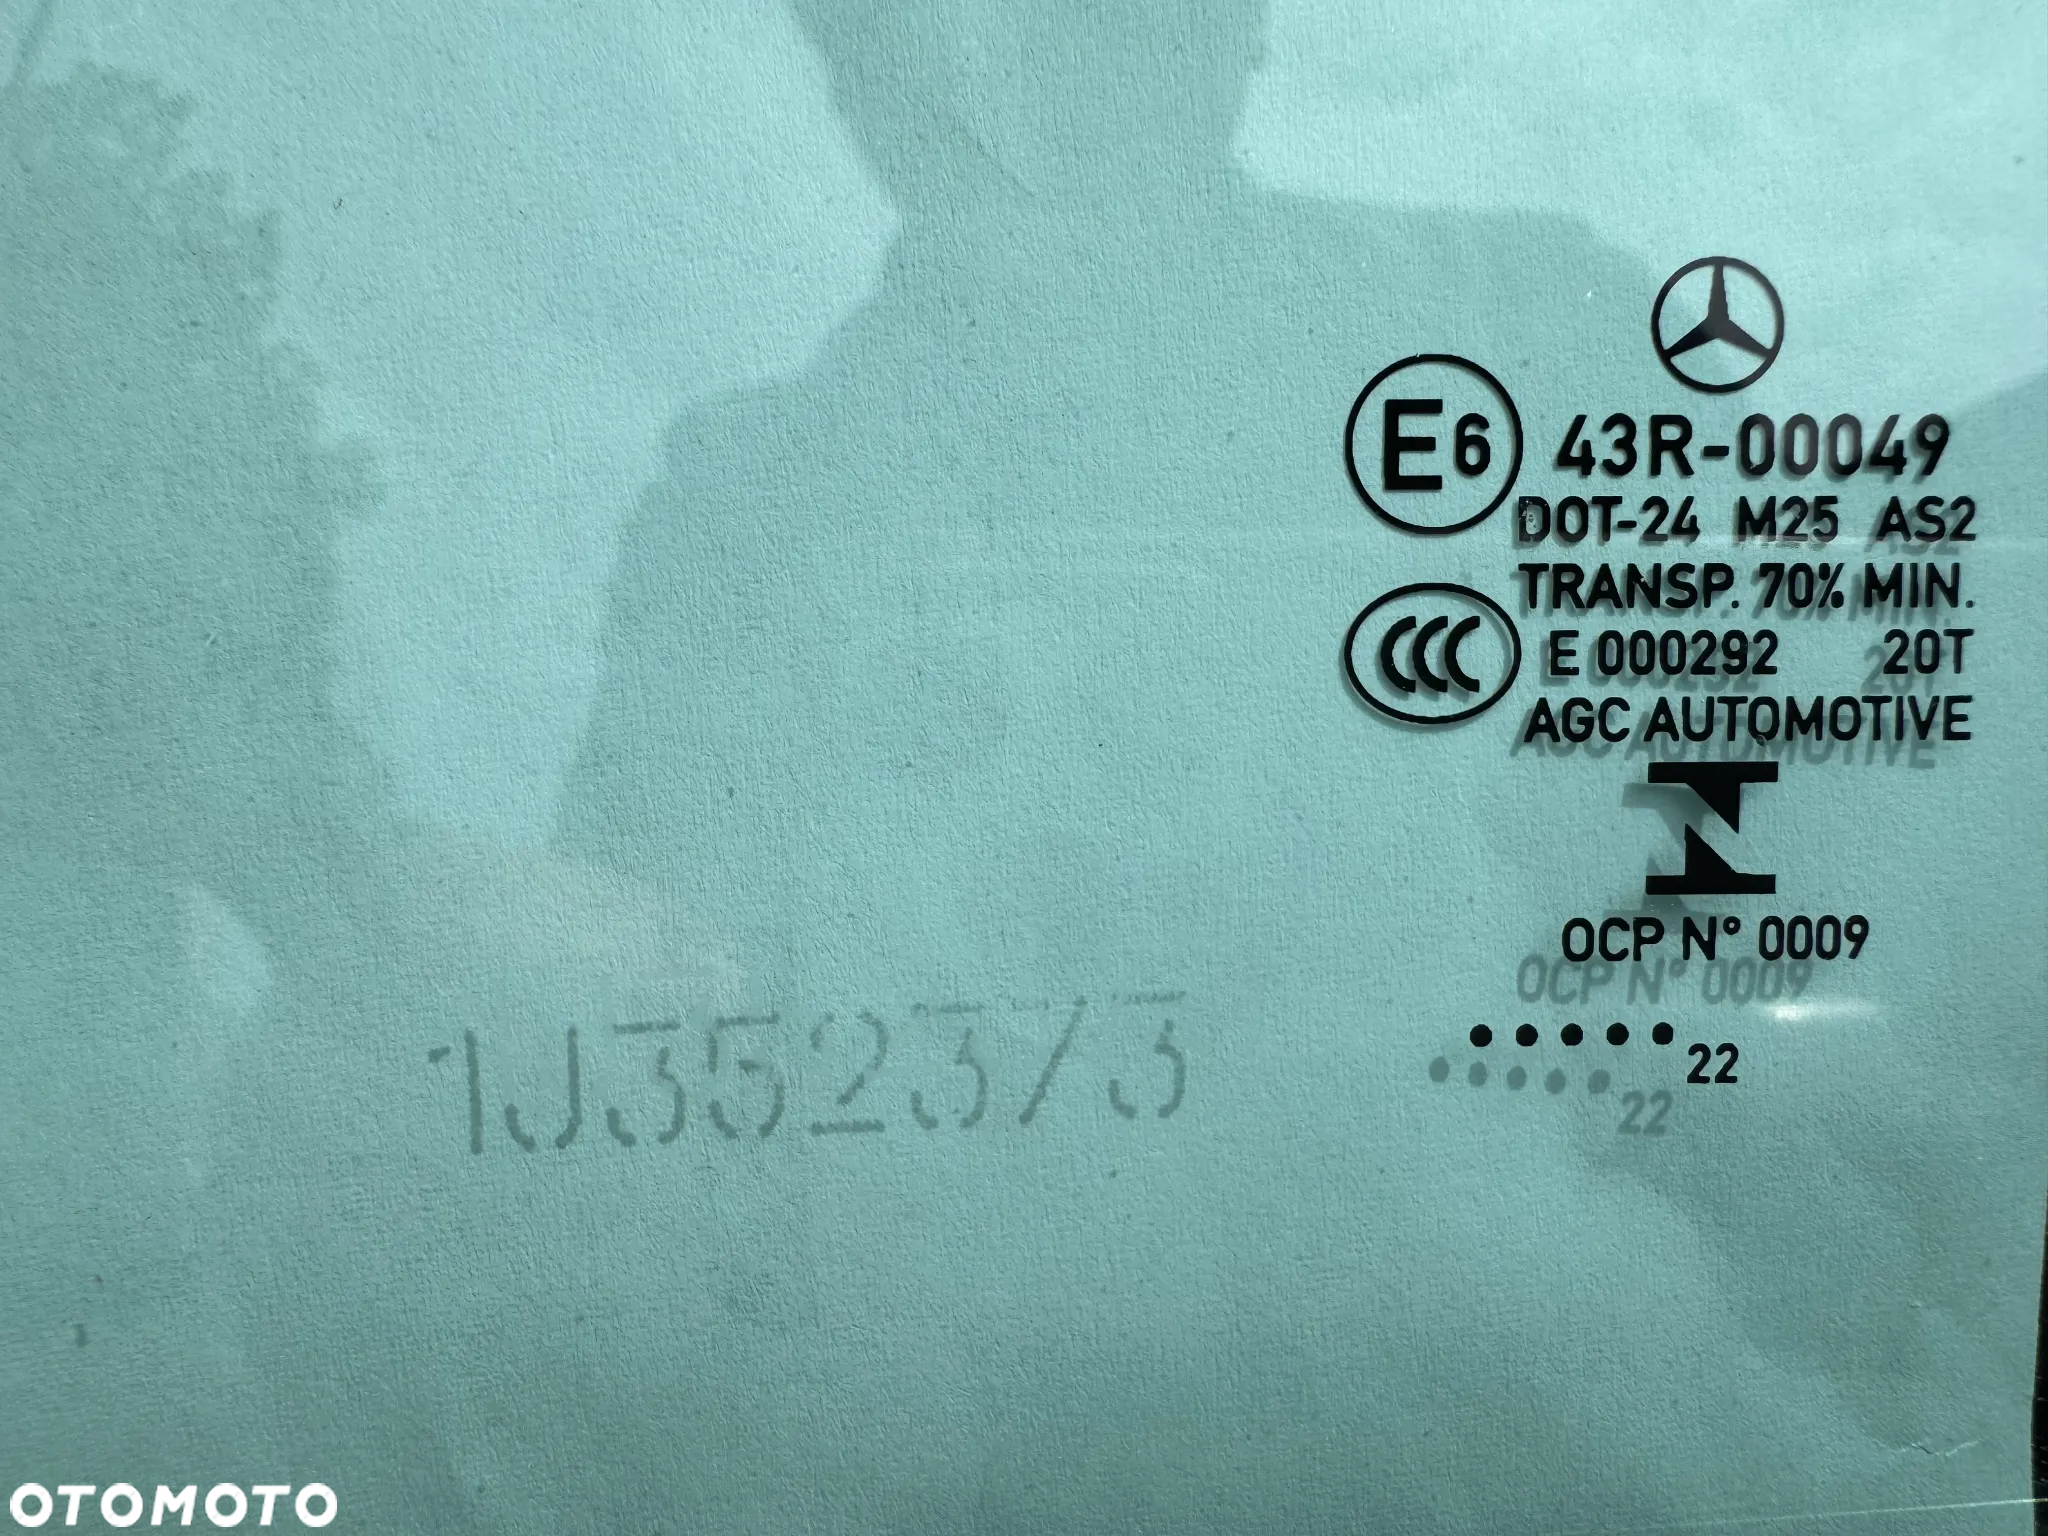 E6 43R-00049
DOT-24 M25 AS2
TRANSP. 70% MIN.
CCC E 000292 20T
AGC AUTOMOTIVE
N
OCP N° 0009
..... 22
OTOMOTO